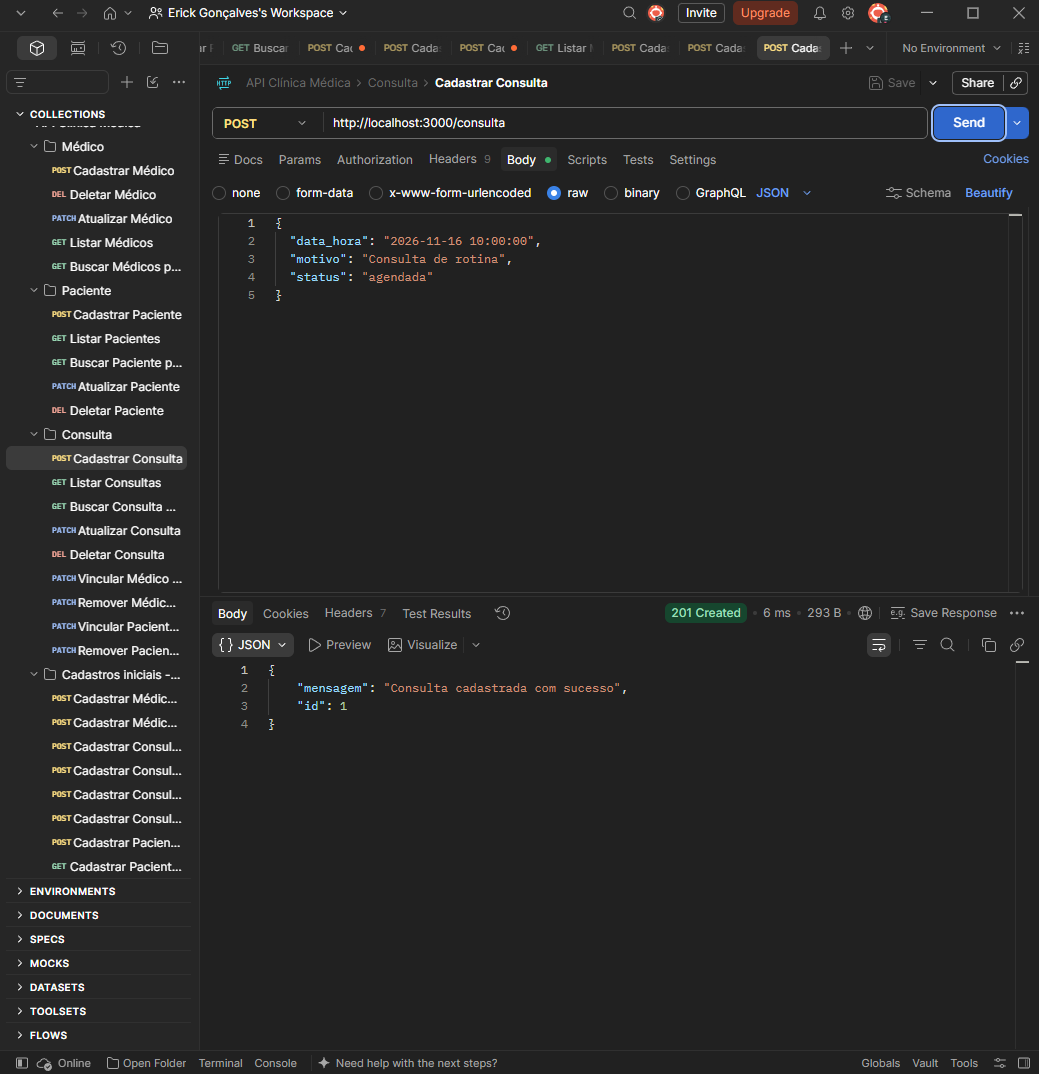 Erick Gonçalves's Workspace
Invite
Upgrade
GET Buscar
POST Cad
POST Cada
POST Cad
GET Listar
POST Cada
POST Cada
POST Cada
No Environment
COLLECTIONS
Médico
POST Cadastrar Médico
DEL Deletar Médico
PATCH Atualizar Médico
GET Listar Médicos
GET Buscar Médicos p...
Paciente
POST Cadastrar Paciente
GET Listar Pacientes
GET Buscar Paciente p...
PATCH Atualizar Paciente
DEL Deletar Paciente
Consulta
POST Cadastrar Consulta
GET Listar Consultas
GET Buscar Consulta ...
PATCH Atualizar Consulta
DEL Deletar Consulta
PATCH Vincular Médico ...
PATCH Remover Médic...
PATCH Vincular Pacient...
PATCH Remover Pacien...
Cadastros iniciais -...
POST Cadastrar Médic...
POST Cadastrar Médic...
POST Cadastrar Consul...
POST Cadastrar Consul...
POST Cadastrar Consul...
POST Cadastrar Consul...
POST Cadastrar Pacien...
GET Cadastrar Pacient...
ENVIRONMENTS
DOCUMENTS
SPECS
MOCKS
DATASETS
TOOLSETS
FLOWS
HTTP API Clínica Médica > Consulta > Cadastrar Consulta
Save
Share
POST http://localhost:3000/consulta
Send
Docs Params Authorization Headers 9 Body Scripts Tests Settings
Cookies
none form-data x-www-form-urlencoded raw binary GraphQL JSON
Schema Beautify
1 {
2 "data_hora": "2026-11-16 10:00:00",
3 "motivo": "Consulta de rotina",
4 "status": "agendada"
5 }
Body Cookies Headers 7 Test Results
201 Created • 6 ms • 293 B • e.g. Save Response
{} JSON Preview Visualize
1 {
2 "mensagem": "Consulta cadastrada com sucesso",
3 "id": 1
4 }
Online Open Folder Terminal Console Need help with the next steps?
Globals Vault Tools